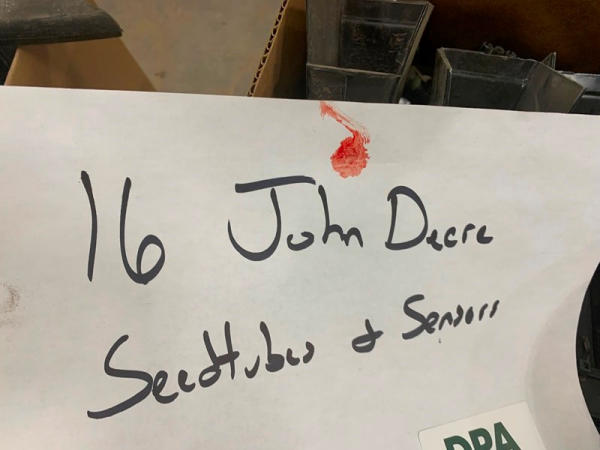 16 John Deere
Seedtubes & Sensors
DPA